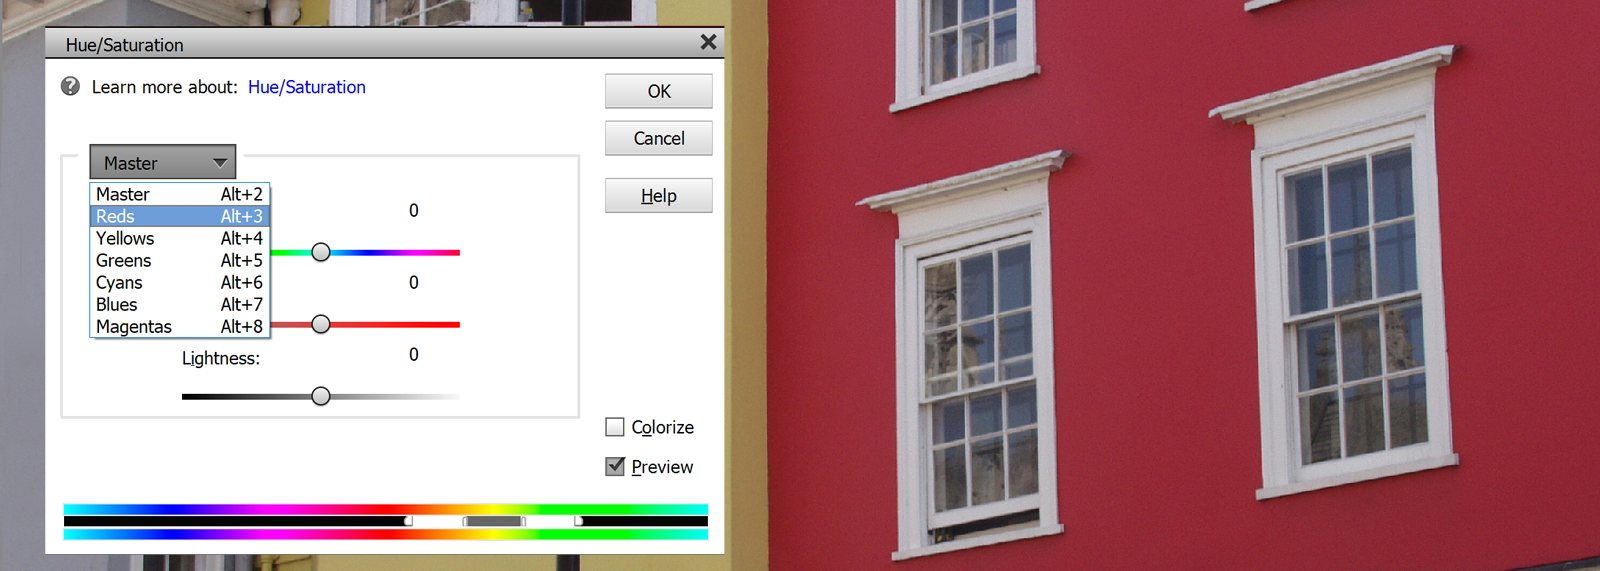 Hue/Saturation
Learn more about: Hue/Saturation
OK
Cancel
Help
Master
Master Alt+2
Reds Alt+3
Yellows Alt+4
Greens Alt+5
Cyans Alt+6
Blues Alt+7
Magentas Alt+8
0
0
Lightness: 0
Colorize
Preview